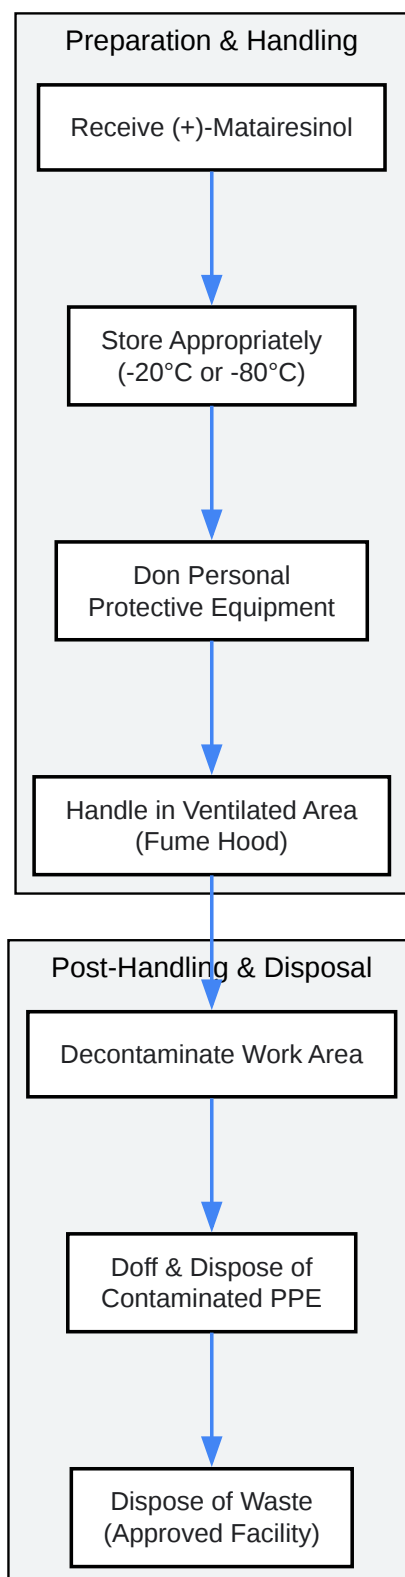 Preparation & Handling
Receive (+)-Matairesinol
Store Appropriately
(-20°C or -80°C)
Don Personal
Protective Equipment
Handle in Ventilated Area
(Fume Hood)
Post-Handling & Disposal
Decontaminate Work Area
Doff & Dispose of
Contaminated PPE
Dispose of Waste
(Approved Facility)